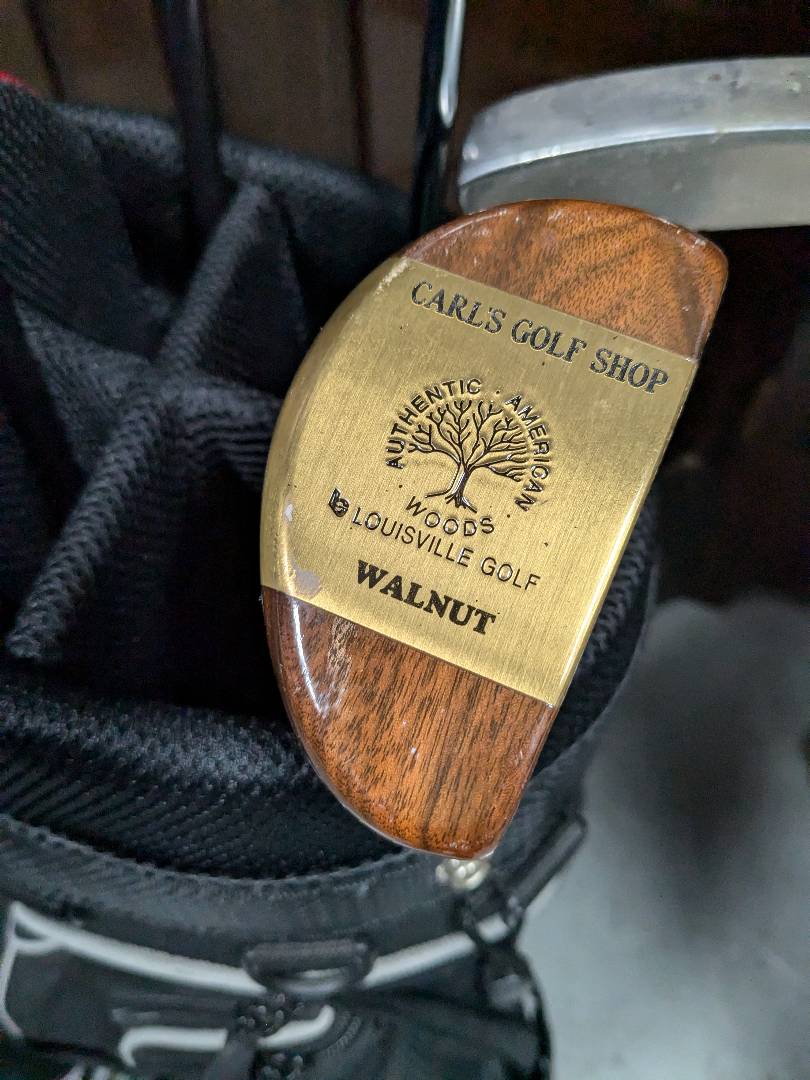 CARL'S GOLF SHOP
AUTHENTIC · AMERICAN
WOODS
LOUISVILLE GOLF
WALNUT